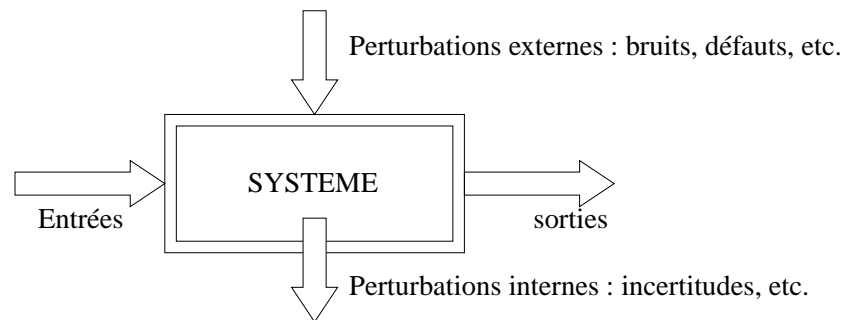 Perturbations externes : bruits, défauts, etc.
SYSTEME
Entrées
sorties
Perturbations internes : incertitudes, etc.